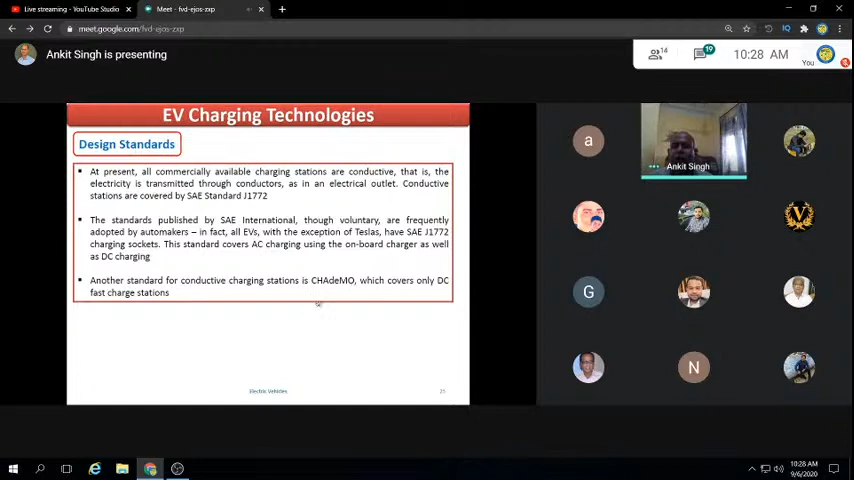 Live streaming - YouTube Studio
Meet - fvd-ejos-zxp
meet.google.com/fvd-ejos-zxp
Ankit Singh is presenting
14
19
10:28 AM
You
EV Charging Technologies
Design Standards
At present, all commercially available charging stations are conductive, that is, the
electricity is transmitted through conductors, as in an electrical outlet. Conductive
stations are covered by SAE Standard J1772
The standards published by SAE International, though voluntary, are frequently
adopted by automakers – in fact, all EVs, with the exception of Teslas, have SAE J1772
charging sockets. This standard covers AC charging using the on-board charger as well
as DC charging
Another standard for conductive charging stations is CHAdeMO, which covers only DC
fast charge stations
Electric Vehicles
25
a
Ankit Singh
V
G
N
10:28 AM
9/6/2020